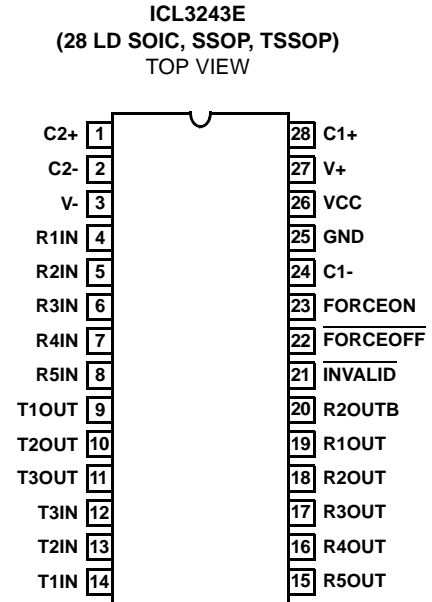 ICL3243E
(28 LD SOIC, SSOP, TSSOP)
TOP VIEW
C2+ 1 28 C1+
C2- 2 27 V+
V- 3 26 VCC
R1IN 4 25 GND
R2IN 5 24 C1-
R3IN 6 23 FORCEON
R4IN 7 22 FORCEOFF
R5IN 8 21 INVALID
T1OUT 9 20 R2OUTB
T2OUT 10 19 R1OUT
T3OUT 11 18 R2OUT
T3IN 12 17 R3OUT
T2IN 13 16 R4OUT
T1IN 14 15 R5OUT